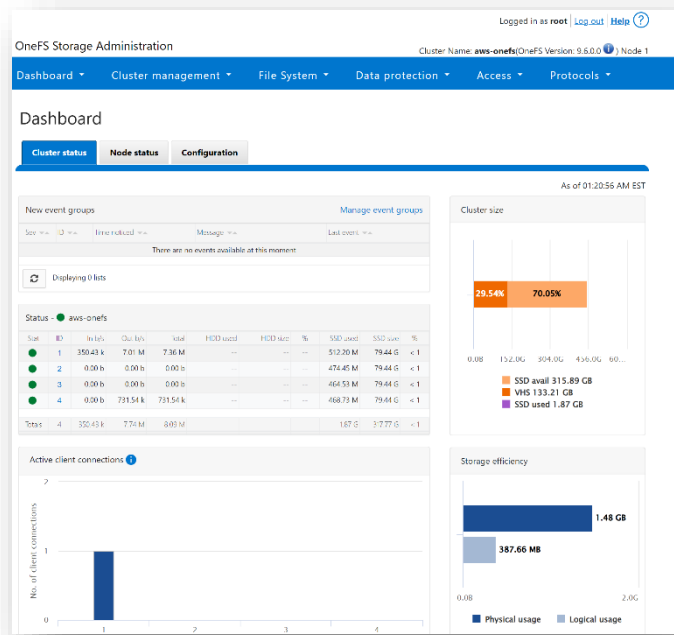 Logged in as root | Log out | Help ?
OneFS Storage Administration
Cluster Name: aws-onefs(OneFS Version: 9.6.0.0 i ) Node 1
Dashboard Cluster management File System Data protection Access Protocols
Dashboard
Cluster status Node status Configuration
As of 01:20:56 AM EST
New event groups Manage event groups
Sev ID Time noticed Message Last event
There are no events available at this moment
Displaying 0 lists
Status - aws-onefs
Stat ID In b/s Out b/s Total HDD used HDD size % SSD used SSD size %
1 350.43 k 7.01 M 7.36 M -- -- -- 512.20 M 79.44 G < 1
2 0.00 b 0.00 b 0.00 b -- -- -- 474.45 M 79.44 G < 1
3 0.00 b 0.00 b 0.00 b -- -- -- 464.53 M 79.44 G < 1
4 0.00 b 731.54 k 731.54 k -- -- -- 468.73 M 79.44 G < 1
Totals 4 350.43 k 7.74 M 8.09 M 1.87 G 317.77 G < 1
Cluster size
29.54% 70.05%
0.0B 152.0G 304.0G 456.0G 60...
SSD avail 315.89 GB
VHS 133.21 GB
SSD used 1.87 GB
Active client connections i
No. of client connections
2
1
0
1 2 3 4
Storage efficiency
1.48 GB
387.66 MB
0.0B 2.0G
Physical usage Logical usage